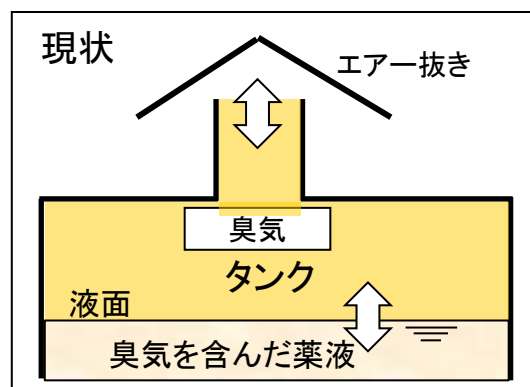 現状
エアー抜き
臭気
タンク
液面
臭気を含んだ薬液